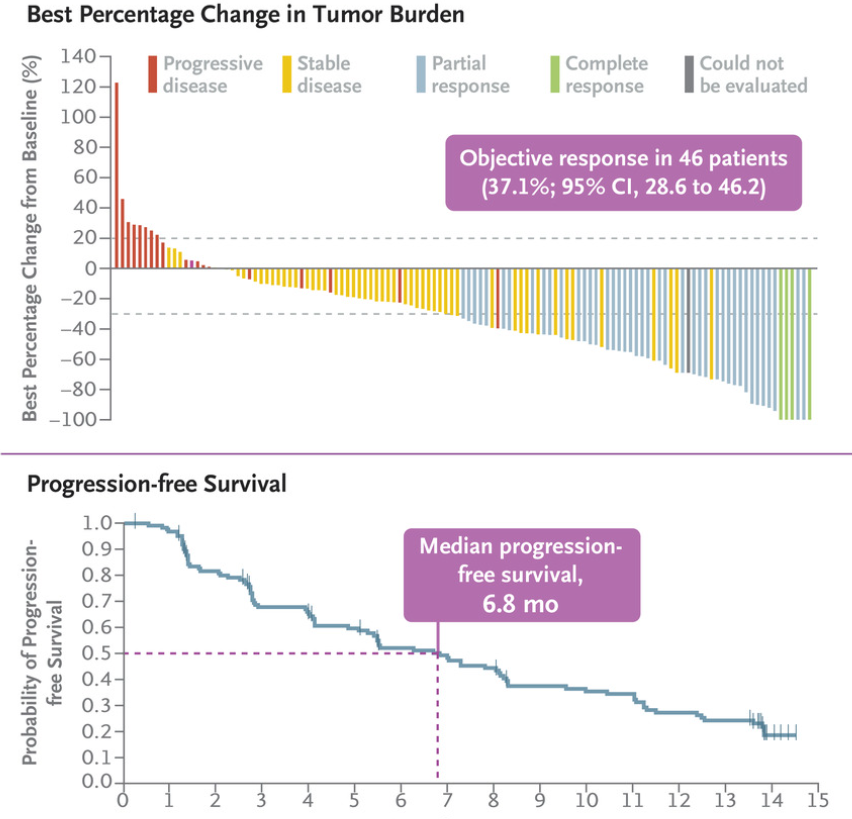 Best Percentage Change in Tumor Burden
Best Percentage Change from Baseline (%)
140
120
100
80
60
40
20
0
−20
−40
−60
−80
−100
Progressive
disease
Stable
disease
Partial
response
Complete
response
Could not
be evaluated
Objective response in 46 patients
(37.1%; 95% CI, 28.6 to 46.2)
Progression-free Survival
Probability of Progression-
free Survival
1.0
0.9
0.8
0.7
0.6
0.5
0.4
0.3
0.2
0.1
0.0
Median progression-
free survival,
6.8 mo
0 1 2 3 4 5 6 7 8 9 10 11 12 13 14 15